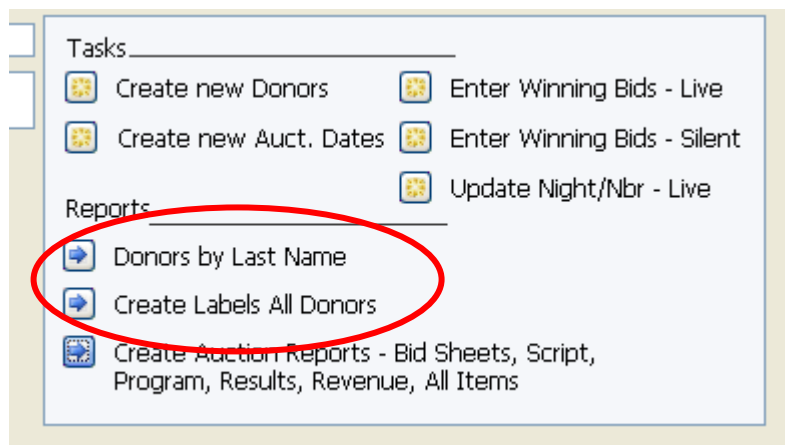 Tasks
Create new Donors
Enter Winning Bids - Live
Create new Auct. Dates
Enter Winning Bids - Silent
Update Night/Nbr - Live
Reports
Donors by Last Name
Create Labels All Donors
Create Auction Reports - Bid Sheets, Script,
Program, Results, Revenue, All Items